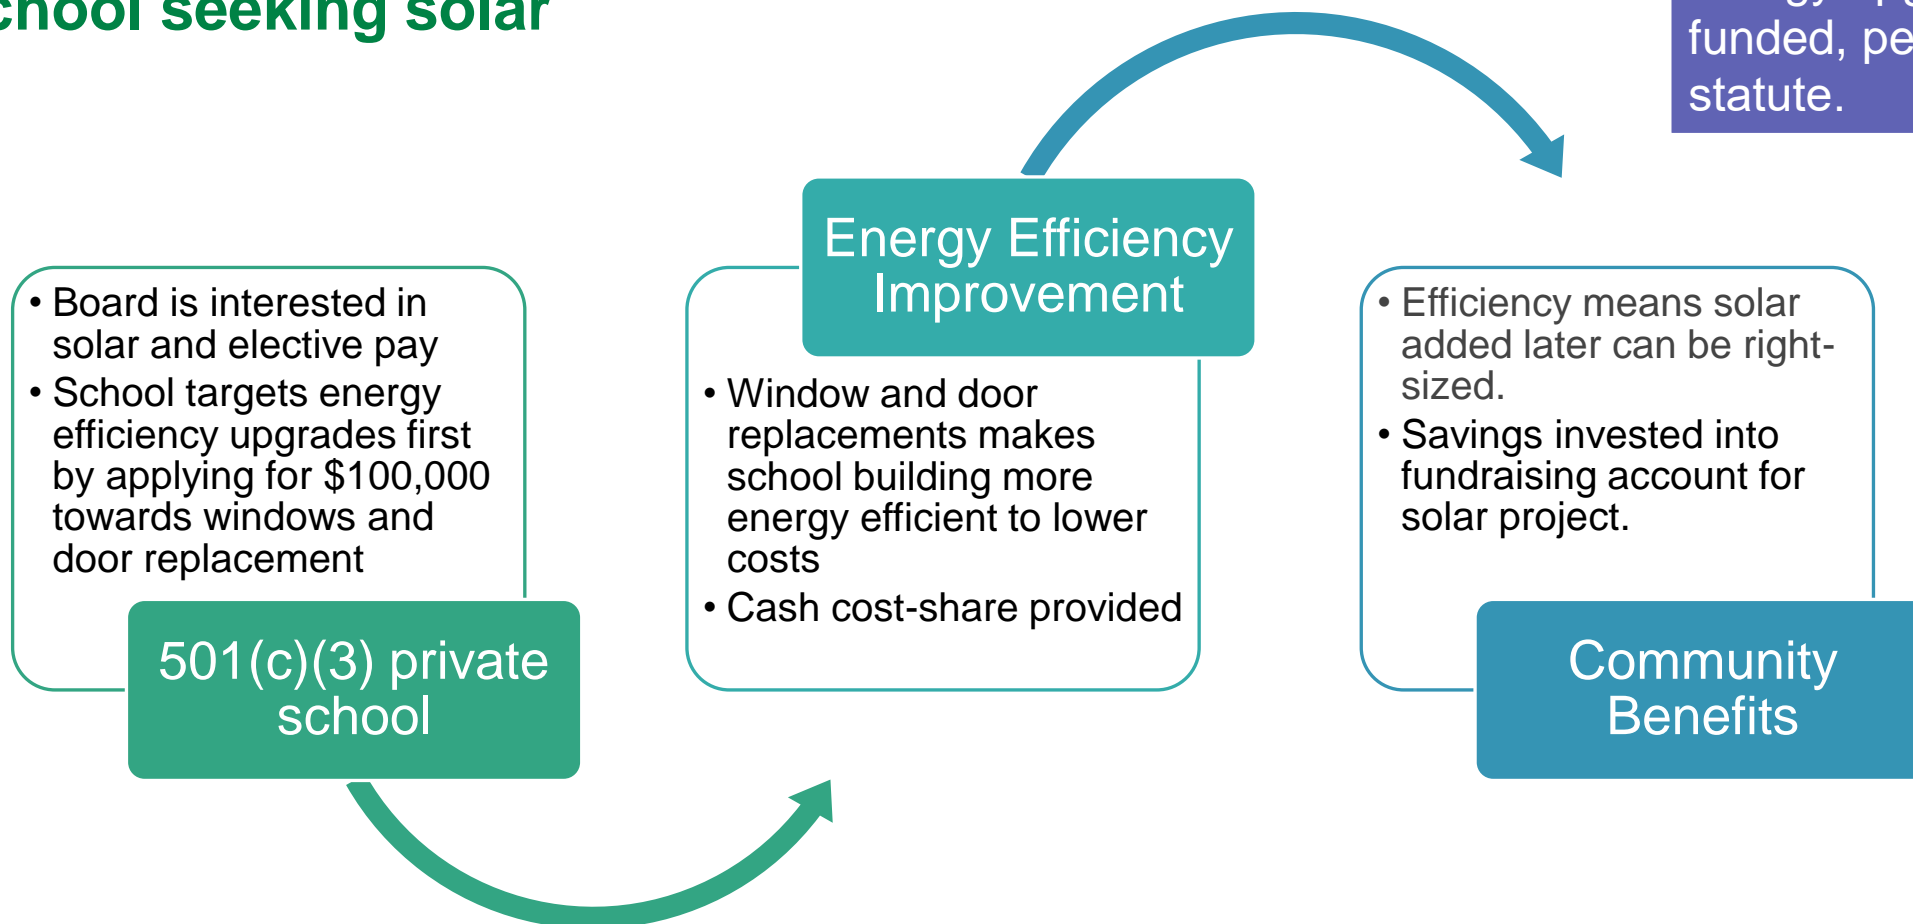 seeking solar
funded,
statute.
• Board is interested in
solar and elective pay
• School targets energy
efficiency upgrades first
by applying for $100,000
towards windows and
door replacement
501(c)(3) private
school
Energy Efficiency
Improvement
• Window and door
replacements makes
school building more
energy efficient to lower
costs
• Cash cost-share provided
• Efficiency means solar
added later can be right-
sized.
• Savings invested into
fundraising account for
solar project.
Community
Benefits